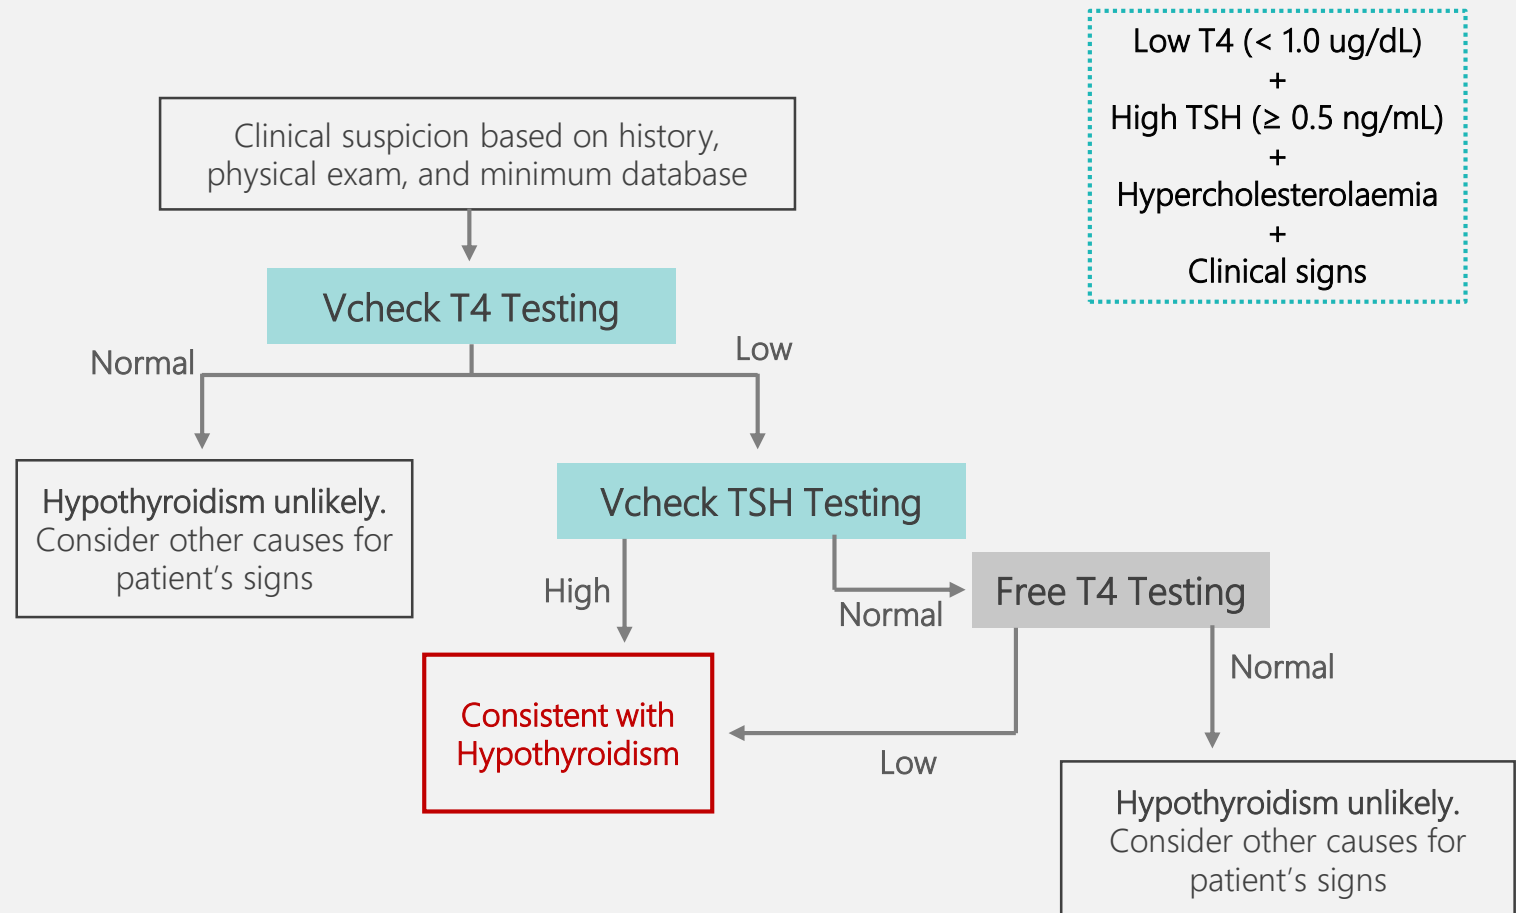 Low T4 (< 1.0 ug/dL)
+
High TSH (≥ 0.5 ng/mL)
+
Hypercholesterolaemia
+
Clinical signs
Clinical suspicion based on history,
physical exam, and minimum database
Vcheck T4 Testing
Normal
Low
Hypothyroidism unlikely.
Consider other causes for
patient's signs
Vcheck TSH Testing
High
Normal
Free T4 Testing
Consistent with
Hypothyroidism
Low
Normal
Hypothyroidism unlikely.
Consider other causes for
patient's signs